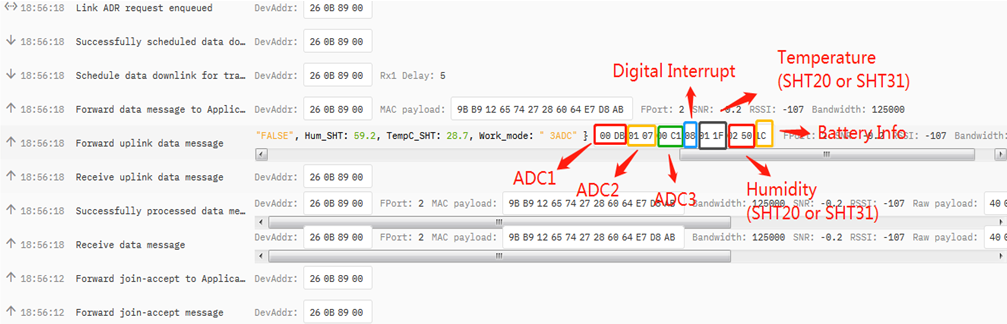 18:56:18 Link ADR request enqueued DevAddr: 26 0B 89 00
18:56:18 Successfully scheduled data do… DevAddr: 26 0B 89 00
18:56:18 Schedule data downlink for tra… DevAddr: 26 0B 89 00 Rx1 Delay: 5
Digital Interrupt
Temperature
(SHT20 or SHT31)
18:56:18 Forward data message to Applic… DevAddr: 26 0B 89 00 MAC payload: 9B B9 12 65 74 27 28 60 64 E7 D8 AB FPort: 2 SNR: -0.2 RSSI: -107 Bandwidth: 125000
18:56:18 Forward uplink data message "FALSE", Hum_SHT: 59.2, TempC_SHT: 28.7, Work_mode: " 3ADC" } 00 DB 01 07 00 C1 08 01 1F 02 50 1C FPort: 2 SNR: -0.2 RSSI: -107 Bandwidth:
Battery Info
ADC1
ADC2
ADC3
Humidity
(SHT20 or SHT31)
18:56:18 Receive uplink data message DevAddr: 26 0B 89 00
18:56:18 Successfully processed data me… DevAddr: 26 0B 89 00 FPort: 2 MAC payload: 9B B9 12 65 74 27 28 60 64 E7 D8 AB Bandwidth: 125000 SNR: -0.2 RSSI: -107 Raw payload: 40 0
18:56:18 Receive data message DevAddr: 26 0B 89 00 FPort: 2 MAC payload: 9B B9 12 65 74 27 28 60 64 E7 D8 AB Bandwidth: 125000 SNR: -0.2 RSSI: -107 Raw payload: 40 0
18:56:12 Forward join-accept to Applica… DevAddr: 26 0B 89 00
18:56:12 Forward join-accept message DevAddr: 26 0B 89 00